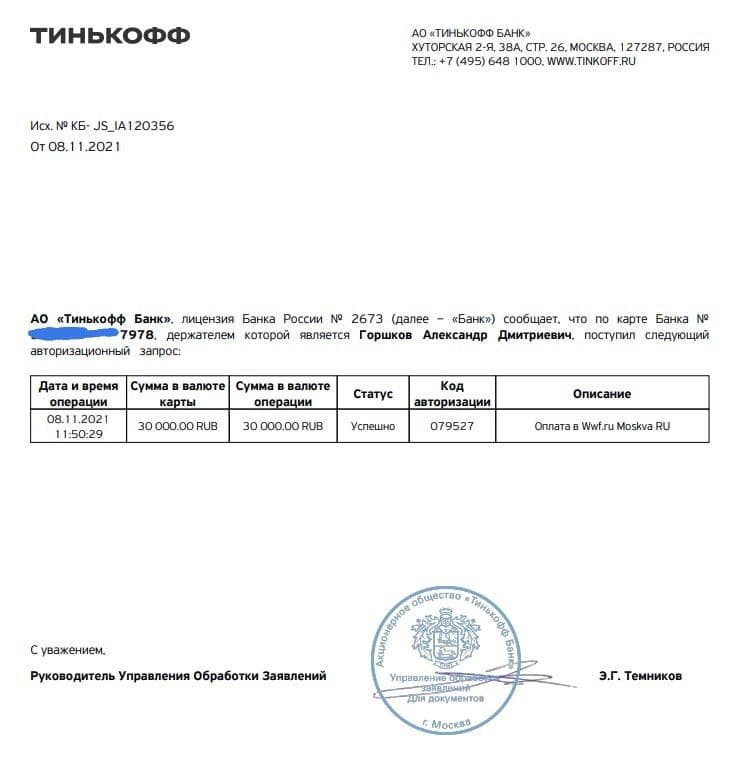 ТИНЬКОФФ
АО «ТИНЬКОФФ БАНК»
ХУТОРСКАЯ 2-Я, 38А, СТР. 26, МОСКВА, 127287, РОССИЯ
ТЕЛ.: +7 (495) 648 1000, WWW.TINKOFF.RU
Исх. № КБ- JS_IA120356
От 08.11.2021
АО «Тинькофф Банк», лицензия Банка России № 2673 (далее – «Банк») сообщает, что по карте Банка №
7978, держателем которой является Горшков Александр Дмитриевич, поступил следующий
авторизационный запрос:
Дата и время операции Сумма в валюте карты Сумма в валюте операции Статус Код авторизации Описание
08.11.2021 11:50:29 30 000.00 RUB 30 000.00 RUB Успешно 079527 Оплата в Wwf.ru Moskva RU
Акционерное общество «Тинькофф Банк»
Управление обработки
заявлений
Для документов
г. Москва
С уважением,
Руководитель Управления Обработки Заявлений
Э.Г. Темников